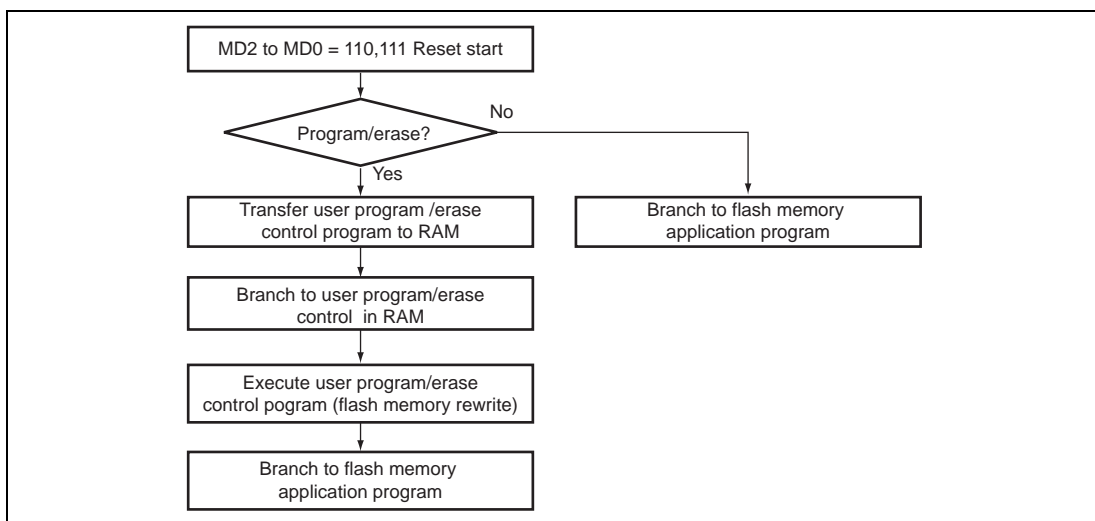 MD2 to MD0 = 110,111 Reset start
No
Program/erase?
Yes
Transfer user program /erase
control program to RAM
Branch to flash memory
application program
Branch to user program/erase
control in RAM
Execute user program/erase
control pogram (flash memory rewrite)
Branch to flash memory
application program